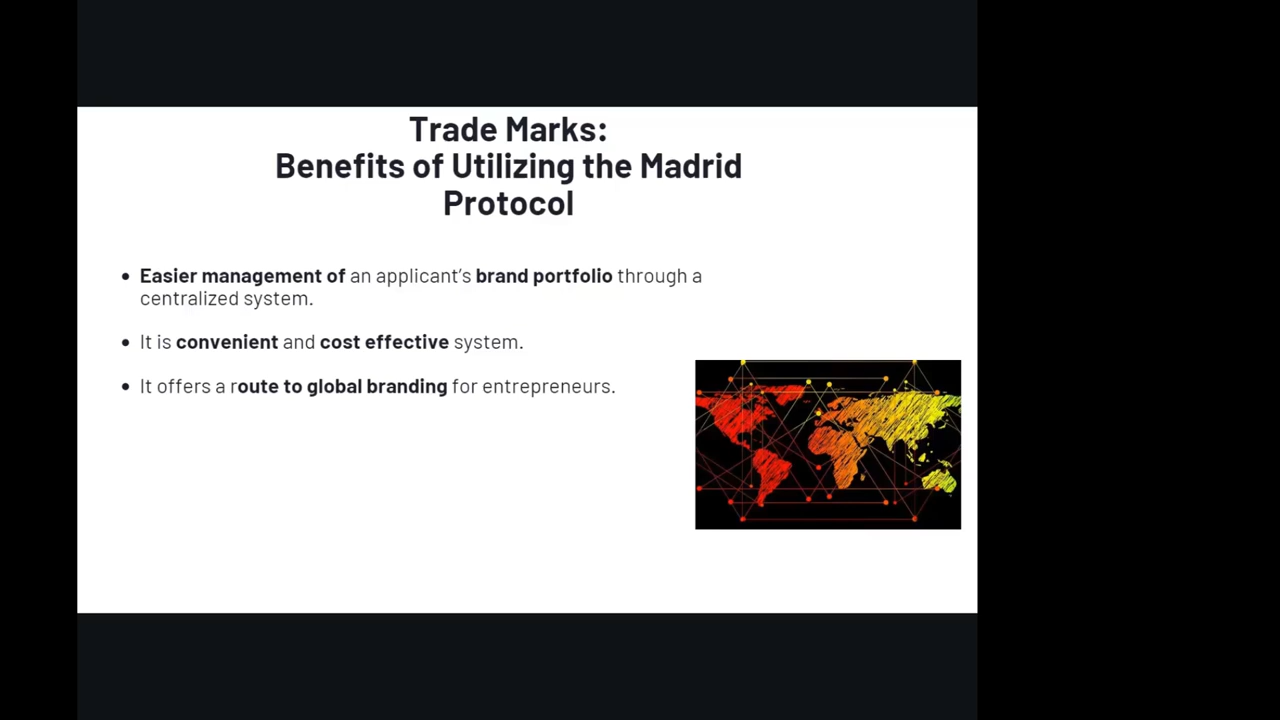 Trade Marks:
Benefits of Utilizing the Madrid
Protocol
• Easier management of an applicant's brand portfolio through a
centralized system.
• It is convenient and cost effective system.
• It offers a route to global branding for entrepreneurs.